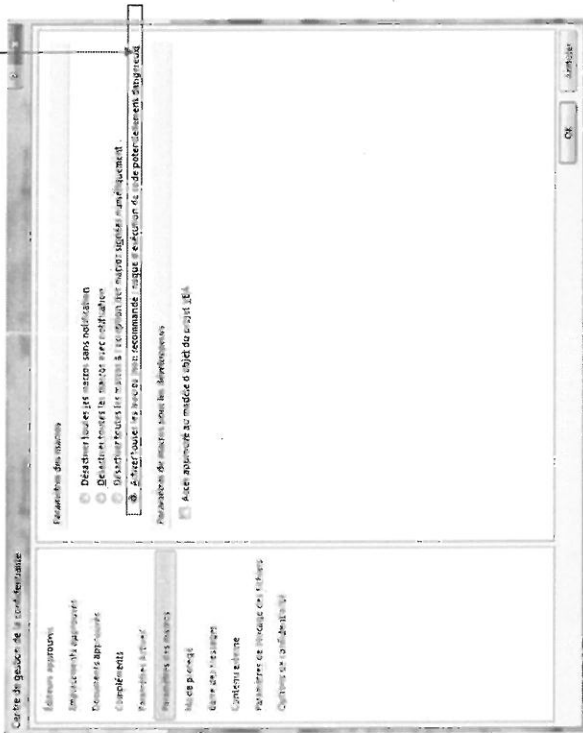 Centre de gestion de la confidentialité
Éditeurs approuvés
Emplacements approuvés
Documents approuvés
Compléments
Paramètres ActiveX
Paramètres des macros
Mode protégé
Barre des messages
Contenu externe
Paramètres de blocage des fichiers
Options de confidentialité
Paramètres des macros
Désactiver toutes les macros sans notification
Désactiver toutes les macros avec notification
Désactiver toutes les macros à l'exception des macros signées numériquement
Activer toutes les macros (non recommandé ; risque d'exécution de code potentiellement dangereux)
Paramètres de macros pour les développeurs
Accès approuvé au modèle d'objet du projet VBA
OK
Annuler